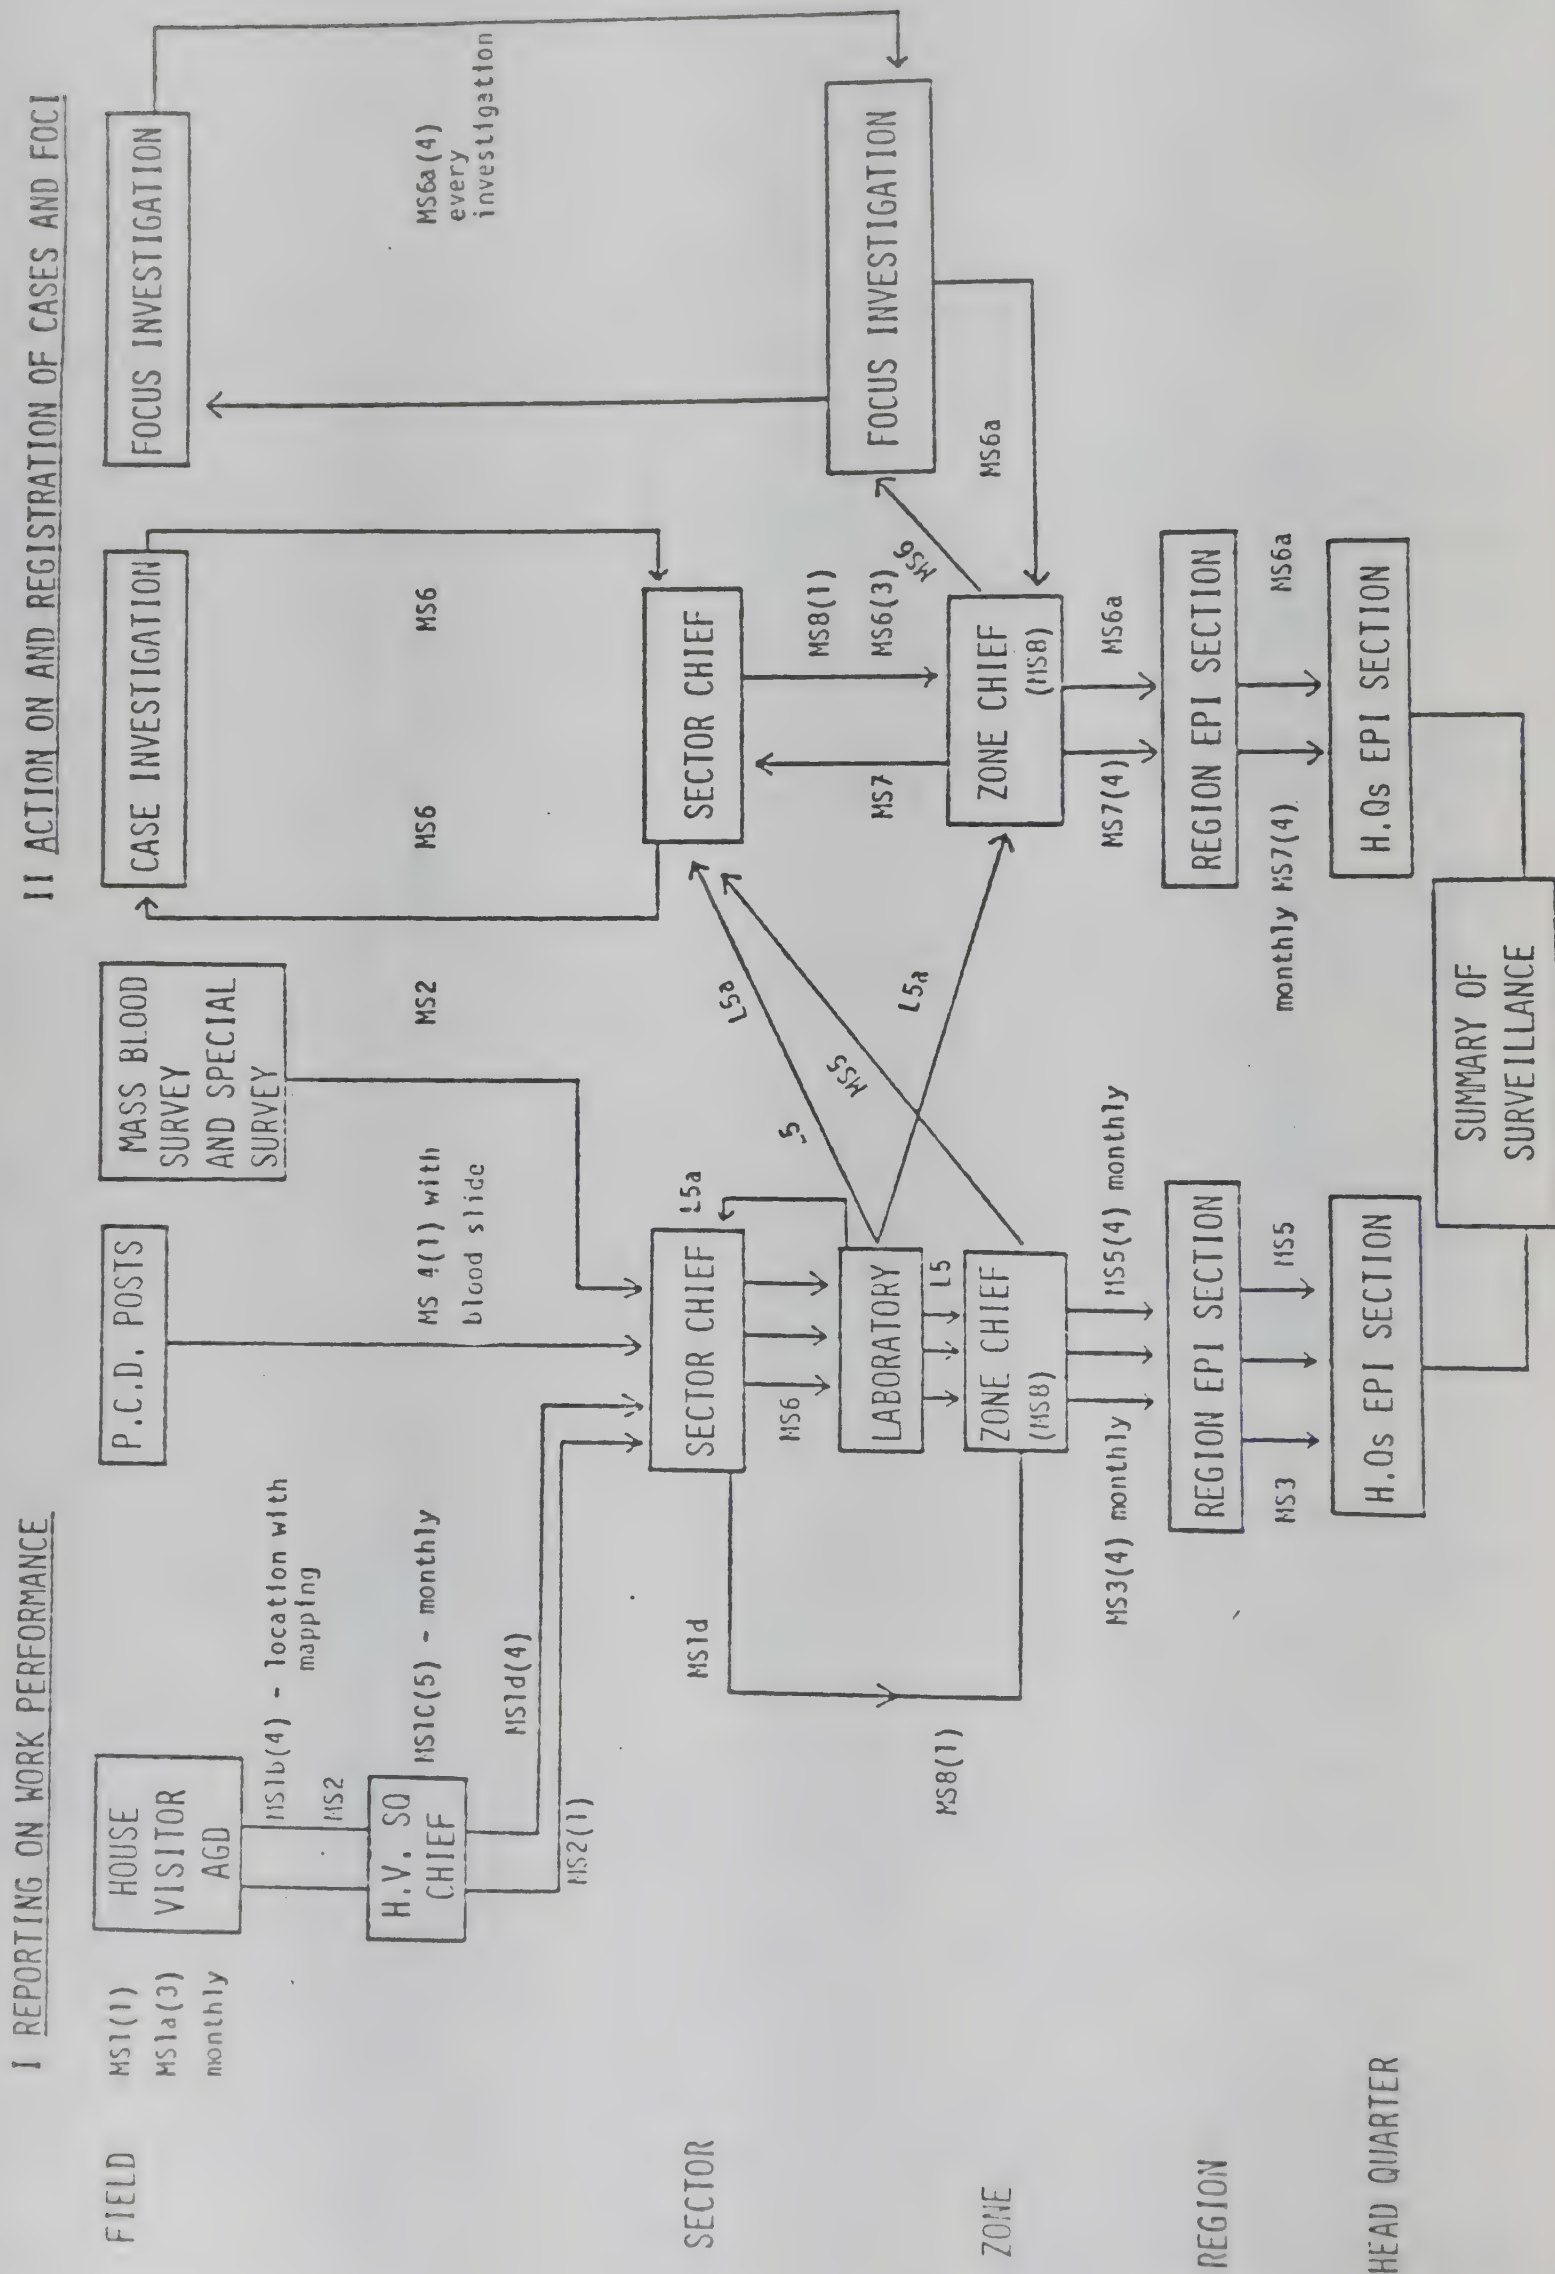 I REPORTING ON WORK PERFORMANCE
II ACTION ON AND REGISTRATION OF CASES AND FOCI
FIELD
MS1(1)
MS1a(3)
monthly
HOUSE
VISITOR
AGD
P.C.D. POSTS
MASS BLOOD
SURVEY
AND SPECIAL
SURVEY
CASE INVESTIGATION
FOCUS INVESTIGATION
MS1b(4) - location with
mapping
MS2
H.V. SQ
CHIEF
MS1C(5) - monthly
MS 4(1) with
blood slide
MS2
MS6
MS6
MS6a(4)
every
investigation
MS1d(4)
MS2(1)
SECTOR
SECTOR CHIEF
L5a
SECTOR CHIEF
MS1d
MS6
L5a
MS5
MS7
MS8(1)
MS6(3)
LABORATORY
5
L5a
MS6
FOCUS INVESTIGATION
L5
MS6a
MS8(1)
ZONE
ZONE CHIEF
(MS8)
ZONE CHIEF
(MS8)
MS3(4) monthly
MS5(4) monthly
MS7(4)
MS6a
REGION
REGION EPI SECTION
REGION EPI SECTION
MS3
MS5
monthly MS7(4)
MS6a
HEAD QUARTER
H.Qs EPI SECTION
H.Qs EPI SECTION
SUMMARY OF
SURVEILLANCE